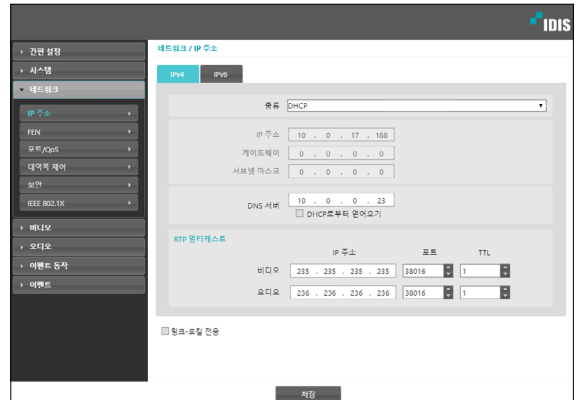 IDIS
간편 설정
시스템
네트워크
IP 주소
FEN
포트/QoS
대역폭 제어
보안
IEEE 802.1X
비디오
오디오
이벤트 동작
이벤트
네트워크 / IP 주소
IPv4 IPv6
종류 DHCP
IP 주소 10 . 0 . 17 . 188
게이트웨이 0 . 0 . 0 . 0
서브넷 마스크 0 . 0 . 0 . 0
DNS 서버 10 . 0 . 0 . 23
DHCP로부터 얻어오기
RTP 멀티캐스트
IP 주소 포트 TTL
비디오 235 . 235 . 235 . 235 38016 1
오디오 236 . 236 . 236 . 236 38016 1
링크-로컬 전용
저장